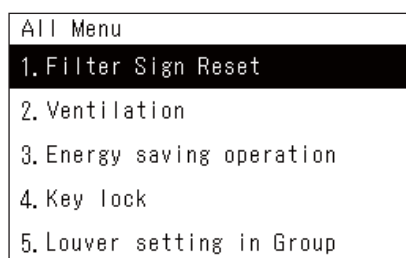 All Menu
1. Filter Sign Reset
2. Ventilation
3. Energy saving operation
4. Key lock
5. Louver setting in Group